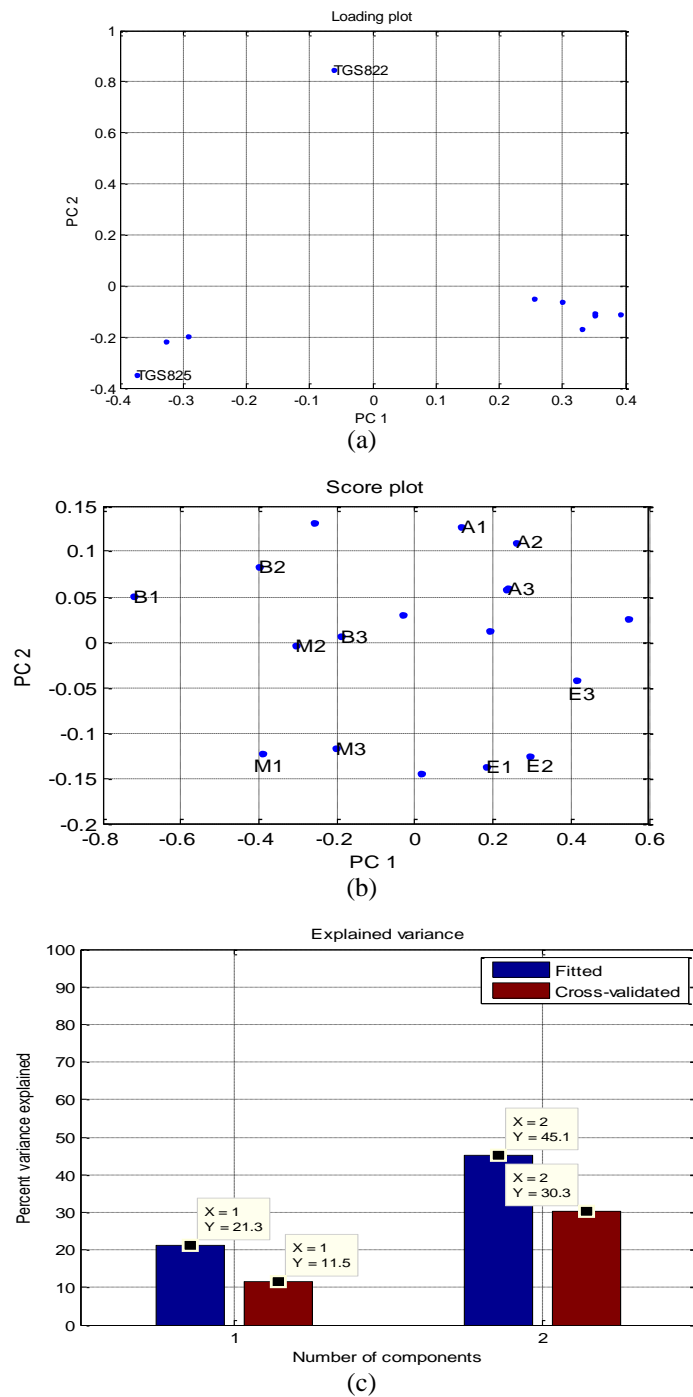 Loading plot
1
0.8
0.6
0.4
0.2
0
-0.2
-0.4
PC 2
TGS822
TGS825
-0.4 -0.3 -0.2 -0.1 0 0.1 0.2 0.3 0.4
PC 1
(a)
Score plot
0.15
0.1
0.05
0
-0.05
-0.1
-0.15
-0.2
PC 2
A1
A2
B2
A3
B1
B3
M2
E3
M3
M1
E1
E2
-0.8 -0.6 -0.4 -0.2 0 0.2 0.4 0.6
PC 1
(b)
Explained variance
100
90
80
70
60
50
40
30
20
10
0
Percent variance explained
Fitted
Cross-validated
X = 2
Y = 45.1
X = 2
Y = 30.3
X = 1
Y = 21.3
X = 1
Y = 11.5
1 2
Number of components
(c)